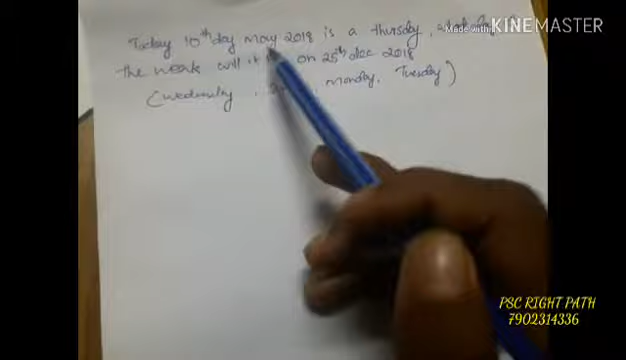 Today 10th day may 2018 is a thursday,
the week will it on 25th dec 2018
(wednesday, , monday, Tuesday)
Made with
KINEMASTER
PSC RIGHT PATH
7902314336